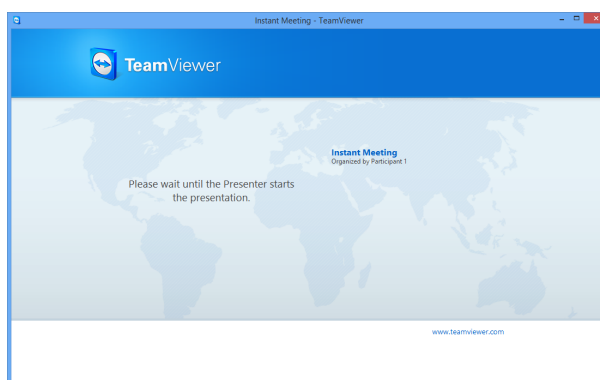 Instant Meeting - TeamViewer
TeamViewer
Instant Meeting
Organized by Participant 1
Please wait until the Presenter starts
the presentation.
www.teamviewer.com